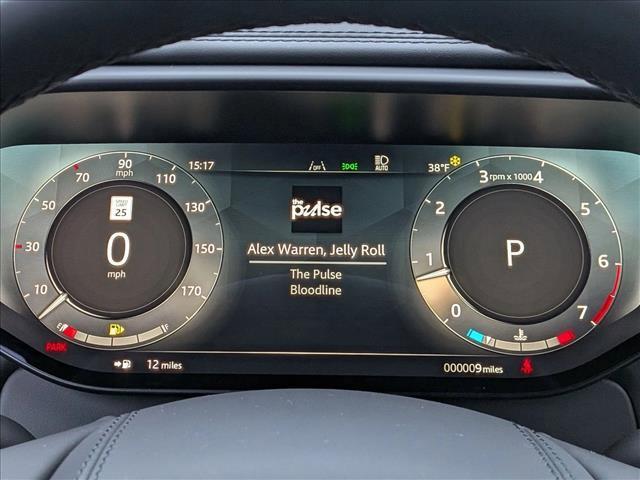 15:17
OFF
AUTO
38°F
10
30
50
70
90
mph
110
130
150
170
SPEED
LIMIT
25
0
mph
E
F
PARK
the
pulse
Alex Warren, Jelly Roll
The Pulse
Bloodline
0
1
2
3 rpm x 1000 4
5
6
7
P
12 miles
000009 miles